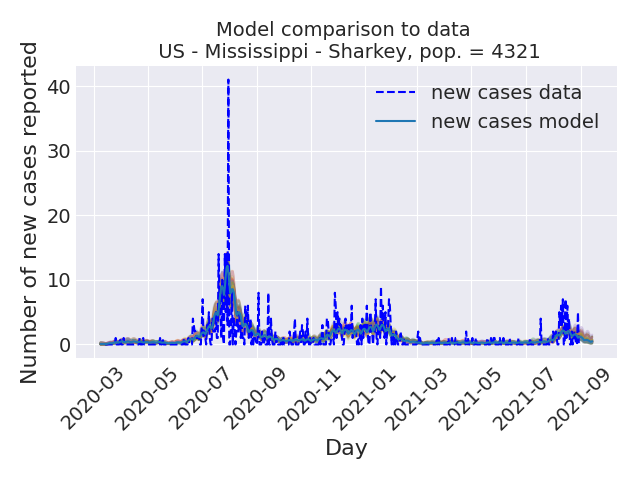 Model comparison to data
US - Mississippi - Sharkey, pop. = 4321
Number of new cases reported
40
30
20
10
0
new cases data
new cases model
2020-03
2020-05
2020-07
2020-09
2020-11
2021-01
2021-03
2021-05
2021-07
2021-09
Day